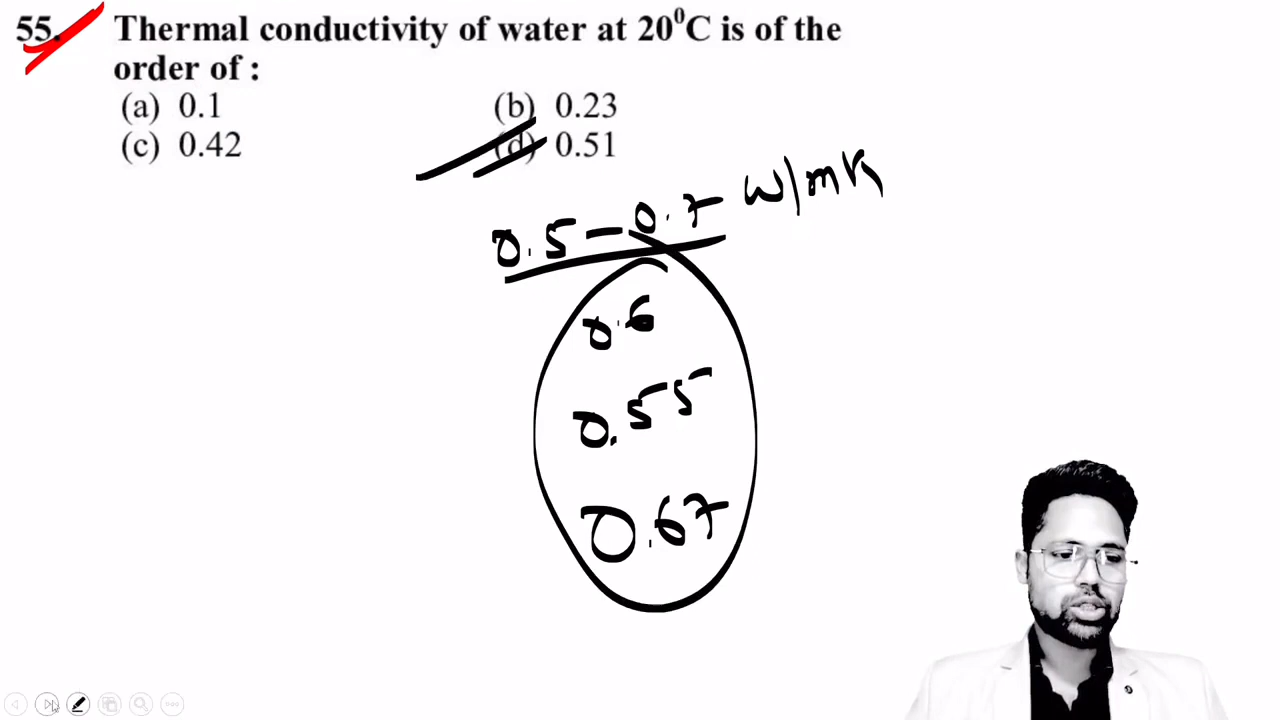 55. Thermal conductivity of water at 20⁰C is of the
order of :
(a) 0.1 (b) 0.23
(c) 0.42 (d) 0.51
0.5 – 0.7 W/mK
0.6
0.55
0.67